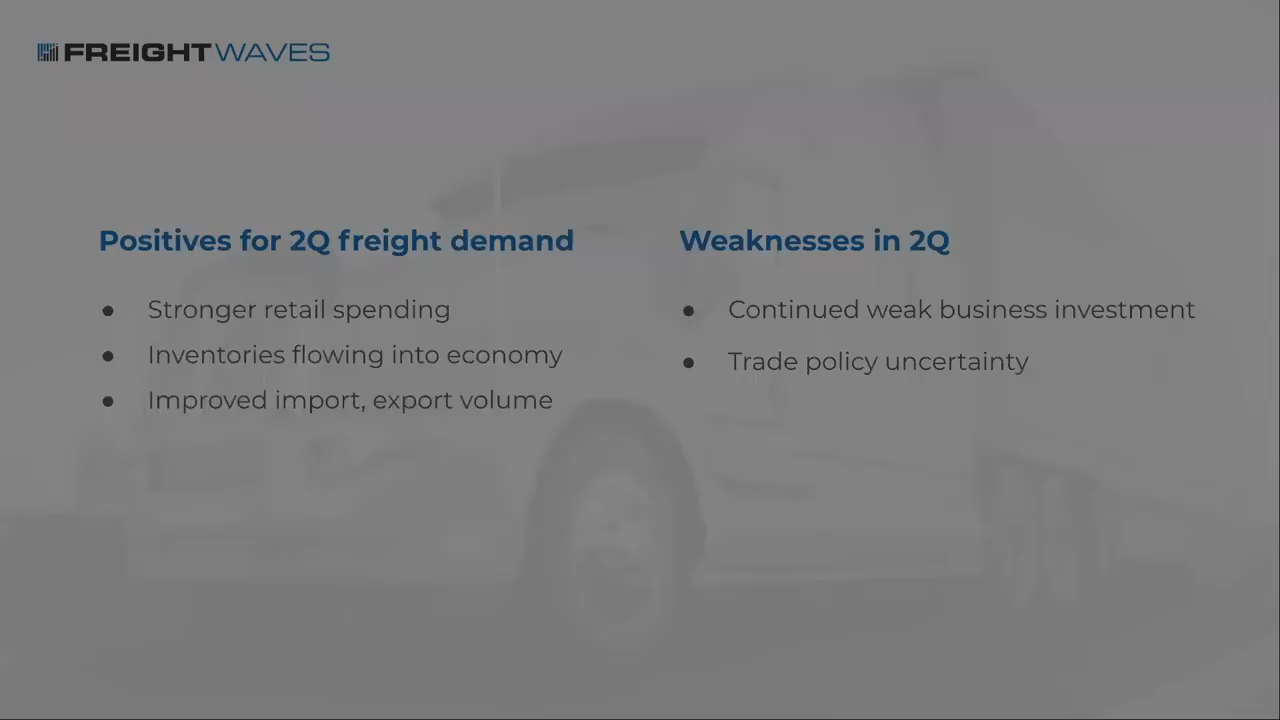 FREIGHTWAVES
Positives for 2Q freight demand
● Stronger retail spending
● Inventories flowing into economy
● Improved import, export volume
Weaknesses in 2Q
● Continued weak business investment
● Trade policy uncertainty